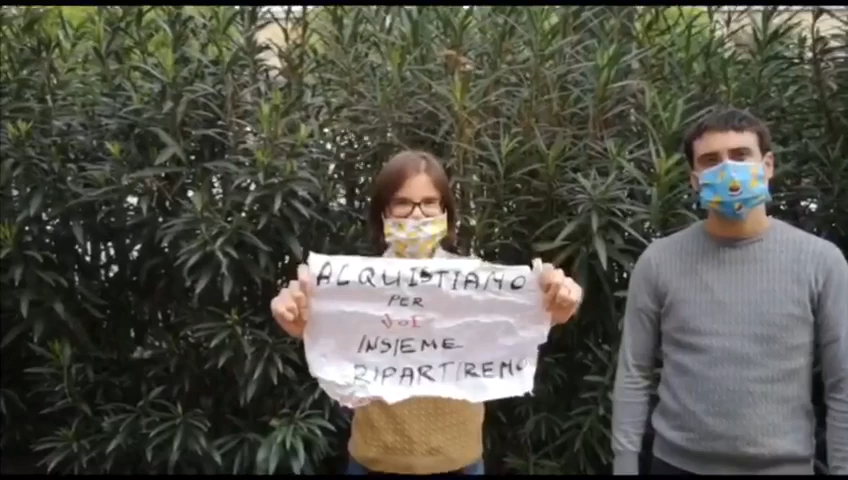 ACQUISTIAMO
PER
VOI
INSIEME
RIPARTIREMO